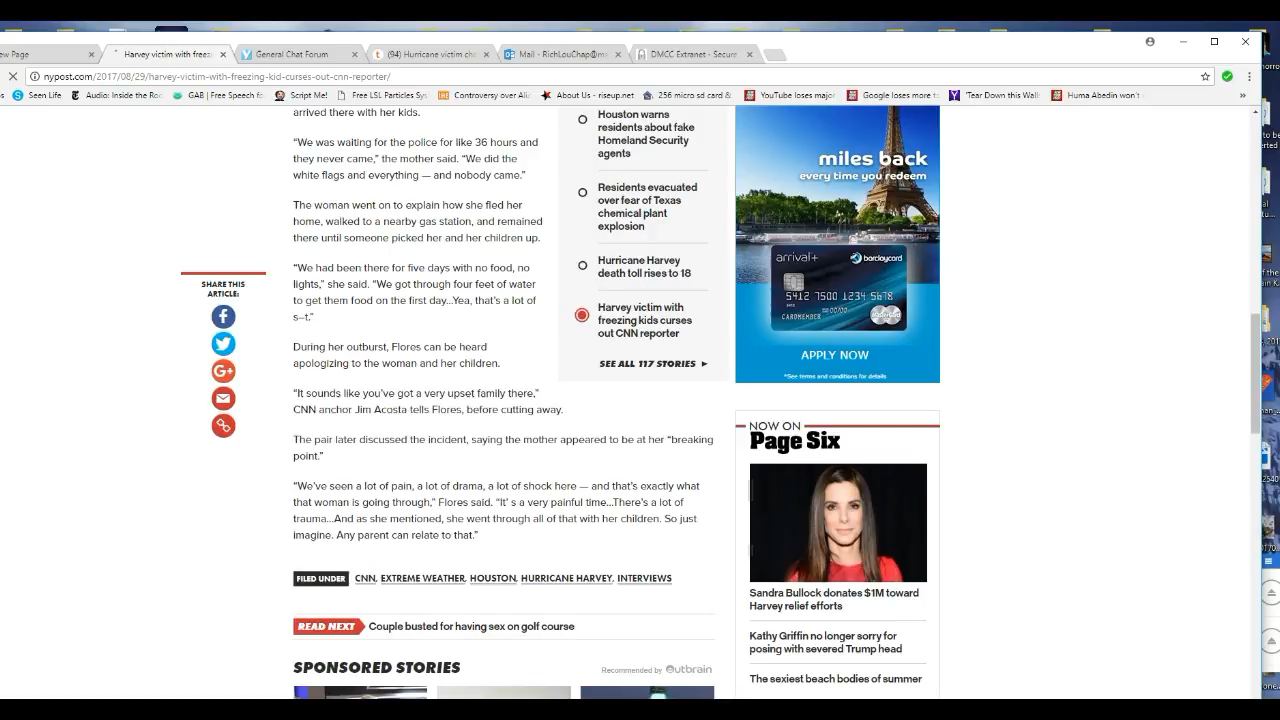 ew Page
Harvey victim with freez
General Chat Forum
(94) Hurricane victim ch
Mail - RichLouChap@m
DMCC Extranet - Secure
nypost.com/2017/08/29/harvey-victim-with-freezing-kid-curses-out-cnn-reporter/
Seen Life
Audio: Inside the Ro
GAB | Free Speech fo
Script Me!
Free LSL Particles Sys
Controversy over Ali
About Us - riseup.net
256 micro sd card &
YouTube loses major
Google loses more to
'Tear Down this Wall
Huma Abedin won't
arrived there with her kids.
“We was waiting for the police for like 36 hours and
they never came,” the mother said. “We did the
white flags and everything — and nobody came.”
The woman went on to explain how she fled her
home, walked to a nearby gas station, and remained
there until someone picked her and her children up.
“We had been there for five days with no food, no
lights,” she said. “We got through four feet of water
to get them food on the first day…Yea, that’s a lot of
s–t.”
During her outburst, Flores can be heard
apologizing to the woman and her children.
“It sounds like you’ve got a very upset family there,”
CNN anchor Jim Acosta tells Flores, before cutting away.
The pair later discussed the incident, saying the mother appeared to be at her “breaking
point.”
“We’ve seen a lot of pain, a lot of drama, a lot of shock here — and that’s exactly what
that woman is going through,” Flores said. “It’ s a very painful time…There’s a lot of
trauma…And as she mentioned, she went through all of that with her children. So just
imagine. Any parent can relate to that.”
FILED UNDER CNN, EXTREME WEATHER, HOUSTON, HURRICANE HARVEY, INTERVIEWS
READ NEXT Couple busted for having sex on golf course
SPONSORED STORIES
Recommended by Outbrain
SHARE THIS
ARTICLE:
Houston warns
residents about fake
Homeland Security
agents
Residents evacuated
over fear of Texas
chemical plant
explosion
Hurricane Harvey
death toll rises to 18
Harvey victim with
freezing kids curses
out CNN reporter
SEE ALL 117 STORIES
miles back
every time you redeem
arrival+ barclaycard
5412 7500 1234 5678
00/00
CARDMEMBER
APPLY NOW
*See terms and conditions for details
NOW ON
Page Six
Sandra Bullock donates $1M toward
Harvey relief efforts
Kathy Griffin no longer sorry for
posing with severed Trump head
The sexiest beach bodies of summer